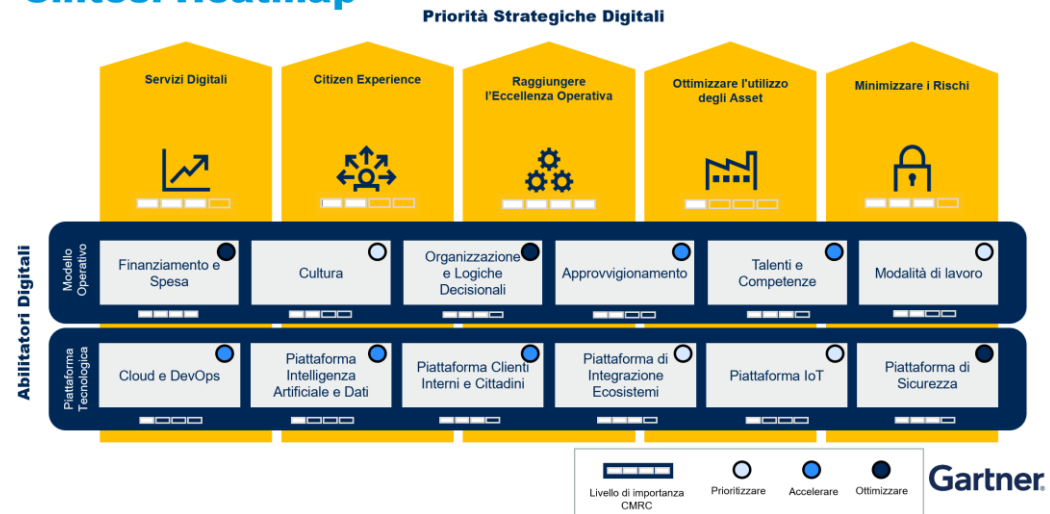 Sintesi Heatmap
Priorità Strategiche Digitali
Servizi Digitali
Citizen Experience
Raggiungere
l'Eccellenza Operativa
Ottimizzare l'utilizzo
degli Asset
Minimizzare i Rischi
Abilitatori Digitali
Modello
Operativo
Finanziamento e
Spesa
Cultura
Organizzazione
e Logiche
Decisionali
Approvvigionamento
Talenti e
Competenze
Modalità di lavoro
Piattaforma
Tecnologica
Cloud e DevOps
Piattaforma
Intelligenza
Artificiale e Dati
Piattaforma Clienti
Interni e Cittadini
Piattaforma di
Integrazione
Ecosistemi
Piattaforma IoT
Piattaforma di
Sicurezza
Livello di importanza
CMRC
Prioritizzare
Accelerare
Ottimizzare
Gartner